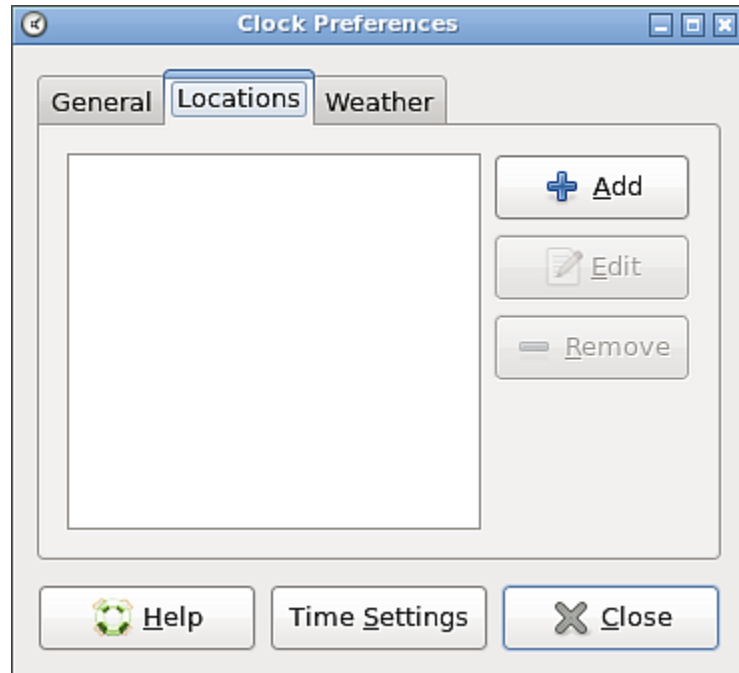 Clock Preferences
General Locations Weather
Add
Edit
Remove
Help Time Settings Close